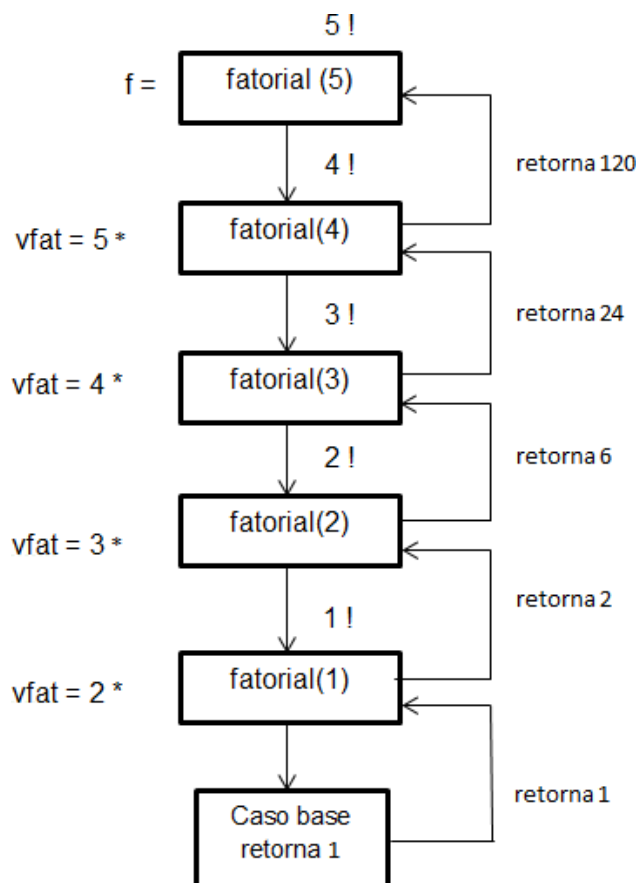 5 !
f =
fatorial (5)
4 !
retorna 120
vfat = 5 *
fatorial(4)
3 !
retorna 24
vfat = 4 *
fatorial(3)
2 !
retorna 6
vfat = 3 *
fatorial(2)
1 !
retorna 2
vfat = 2 *
fatorial(1)
Caso base
retorna 1
retorna 1